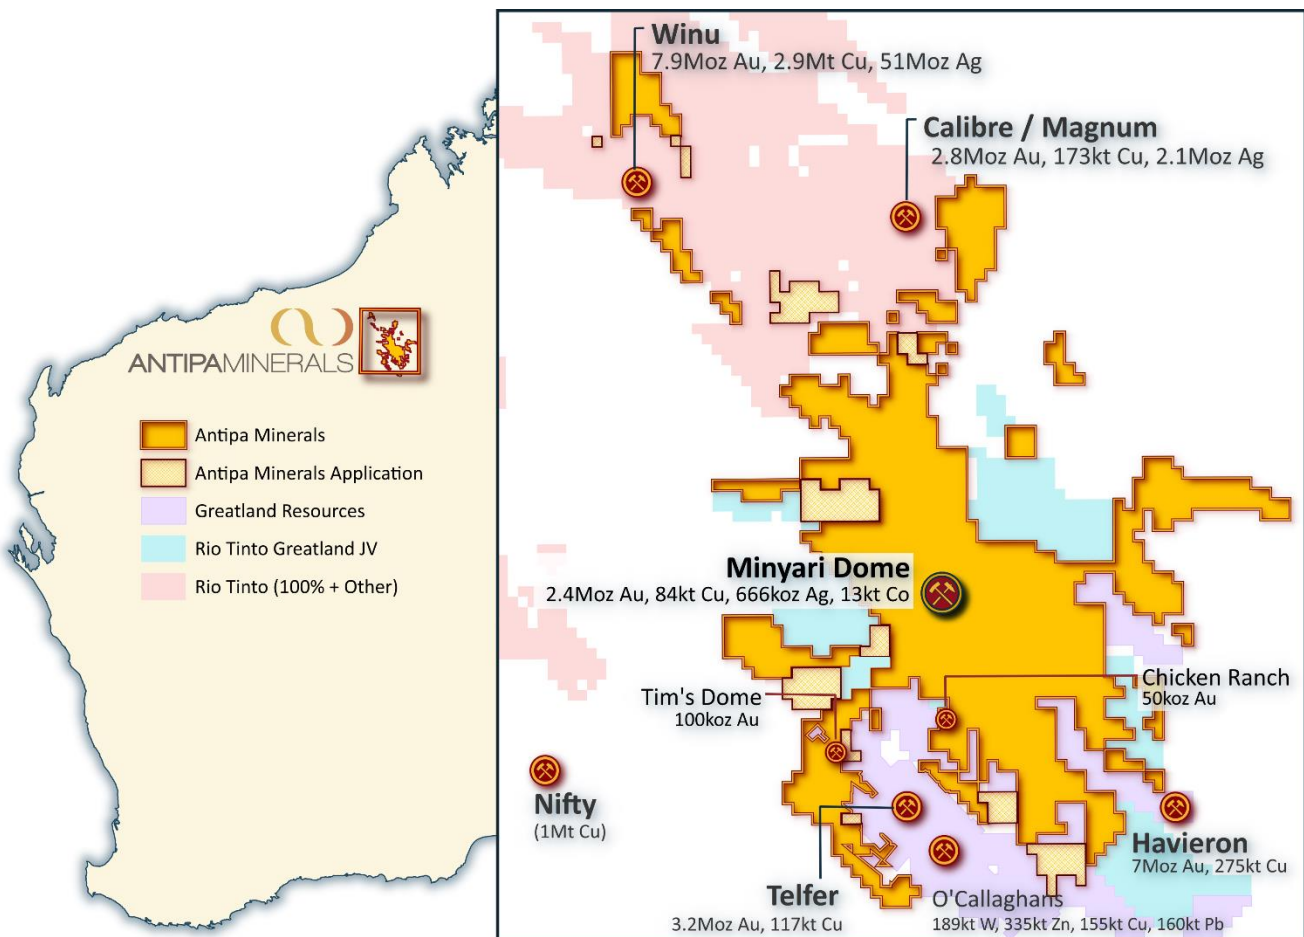 Winu
7.9Moz Au, 2.9Mt Cu, 51Moz Ag
Calibre / Magnum
2.8Moz Au, 173kt Cu, 2.1Moz Ag
ANTIPAMINERALS
Antipa Minerals
Antipa Minerals Application
Greatland Resources
Rio Tinto Greatland JV
Rio Tinto (100% + Other)
Minyari Dome
2.4Moz Au, 84kt Cu, 666koz Ag, 13kt Co
Tim's Dome
100koz Au
Chicken Ranch
50koz Au
Nifty
(1Mt Cu)
Havieron
7Moz Au, 275kt Cu
Telfer
3.2Moz Au, 117kt Cu
O'Callaghans
189kt W, 335kt Zn, 155kt Cu, 160kt Pb